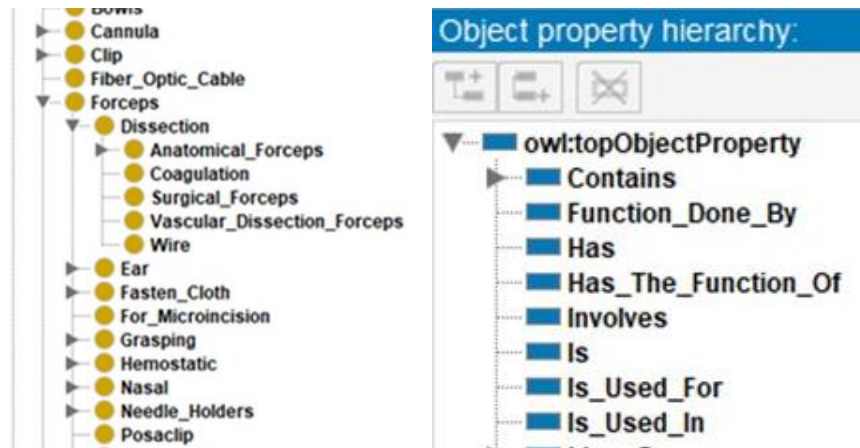 Bowls
Cannula
Clip
Fiber_Optic_Cable
Forceps
Dissection
Anatomical_Forceps
Coagulation
Surgical_Forceps
Vascular_Dissection_Forceps
Wire
Ear
Fasten_Cloth
For_Microincision
Grasping
Hemostatic
Nasal
Needle_Holders
Posaclip
Object property hierarchy:
owl:topObjectProperty
Contains
Function_Done_By
Has
Has_The_Function_Of
Involves
Is
Is_Used_For
Is_Used_In